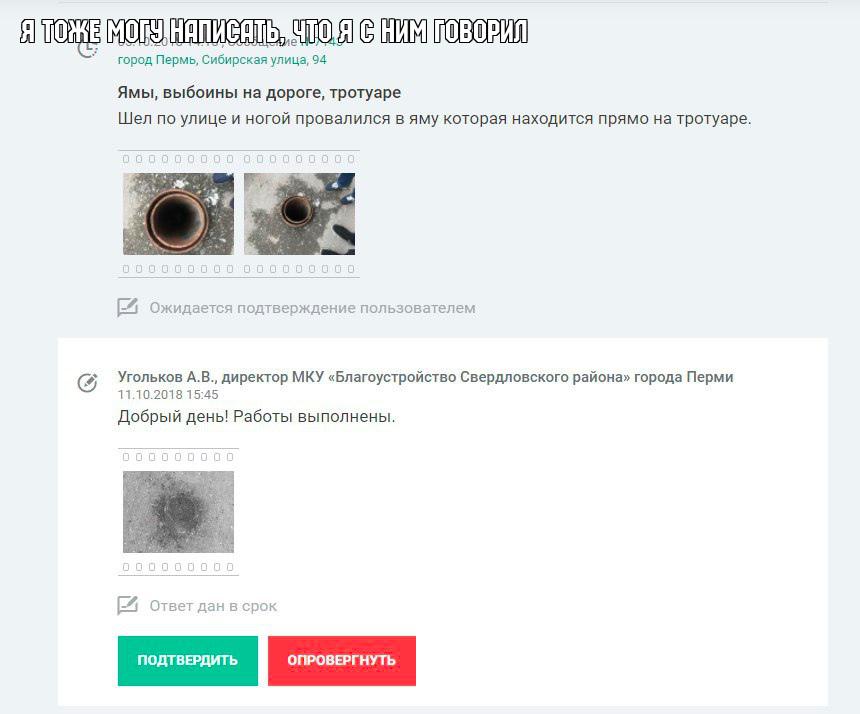 Я ТОЖЕ МОГУ НАПИСАТЬ, ЧТО Я С НИМ ГОВОРИЛ
город Пермь, Сибирская улица, 94
Ямы, выбоины на дороге, тротуаре
Шел по улице и ногой провалился в яму которая находится прямо на тротуаре.
Ожидается подтверждение пользователем
Угольков А.В., директор МКУ «Благоустройство Свердловского района» города Перми
11.10.2018 15:45
Добрый день! Работы выполнены.
Ответ дан в срок
ПОДТВЕРДИТЬ ОПРОВЕРГНУТЬ